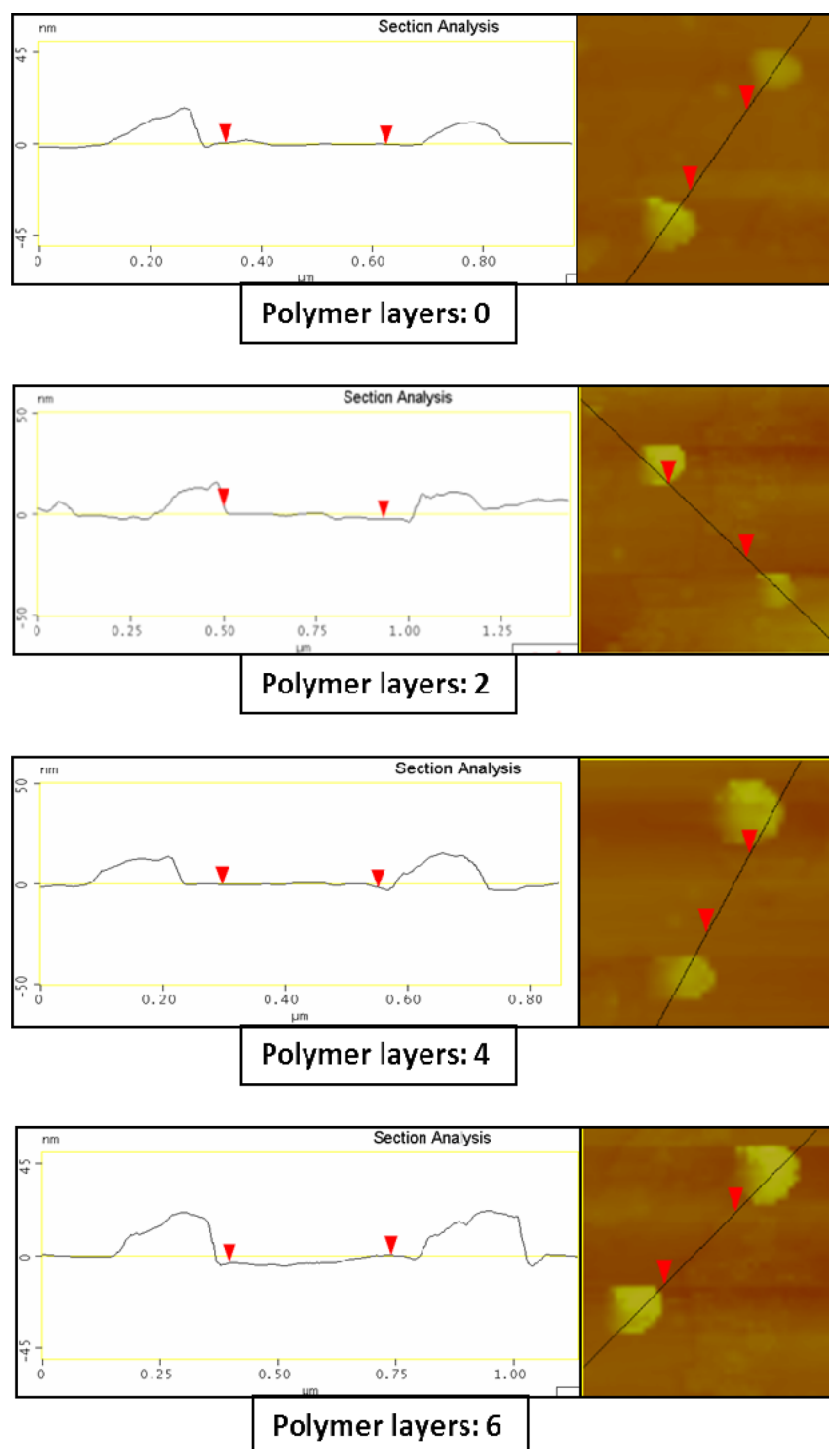 nm Section Analysis
45
0
-45
0 0.20 0.40 0.60 0.80
µm
Polymer layers: 0
nm Section Analysis
50
0
-50
0 0.25 0.50 0.75 1.00 1.25
µm
Polymer layers: 2
nm Section Analysis
50
0
-50
0 0.20 0.40 0.60 0.80
µm
Polymer layers: 4
nm Section Analysis
45
0
-45
0 0.25 0.50 0.75 1.00
µm
Polymer layers: 6